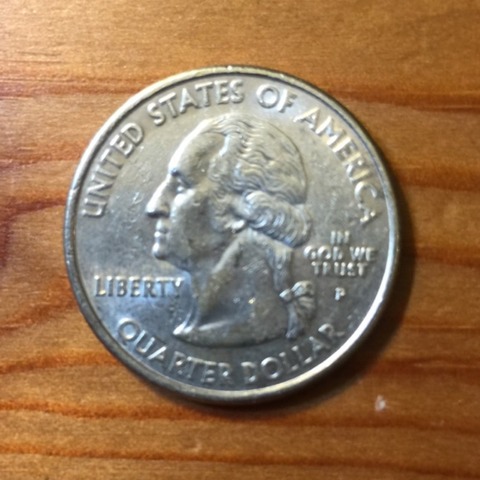 UNITED STATES OF AMERICA
LIBERTY
IN
GOD WE
TRUST
P
QUARTER DOLLAR